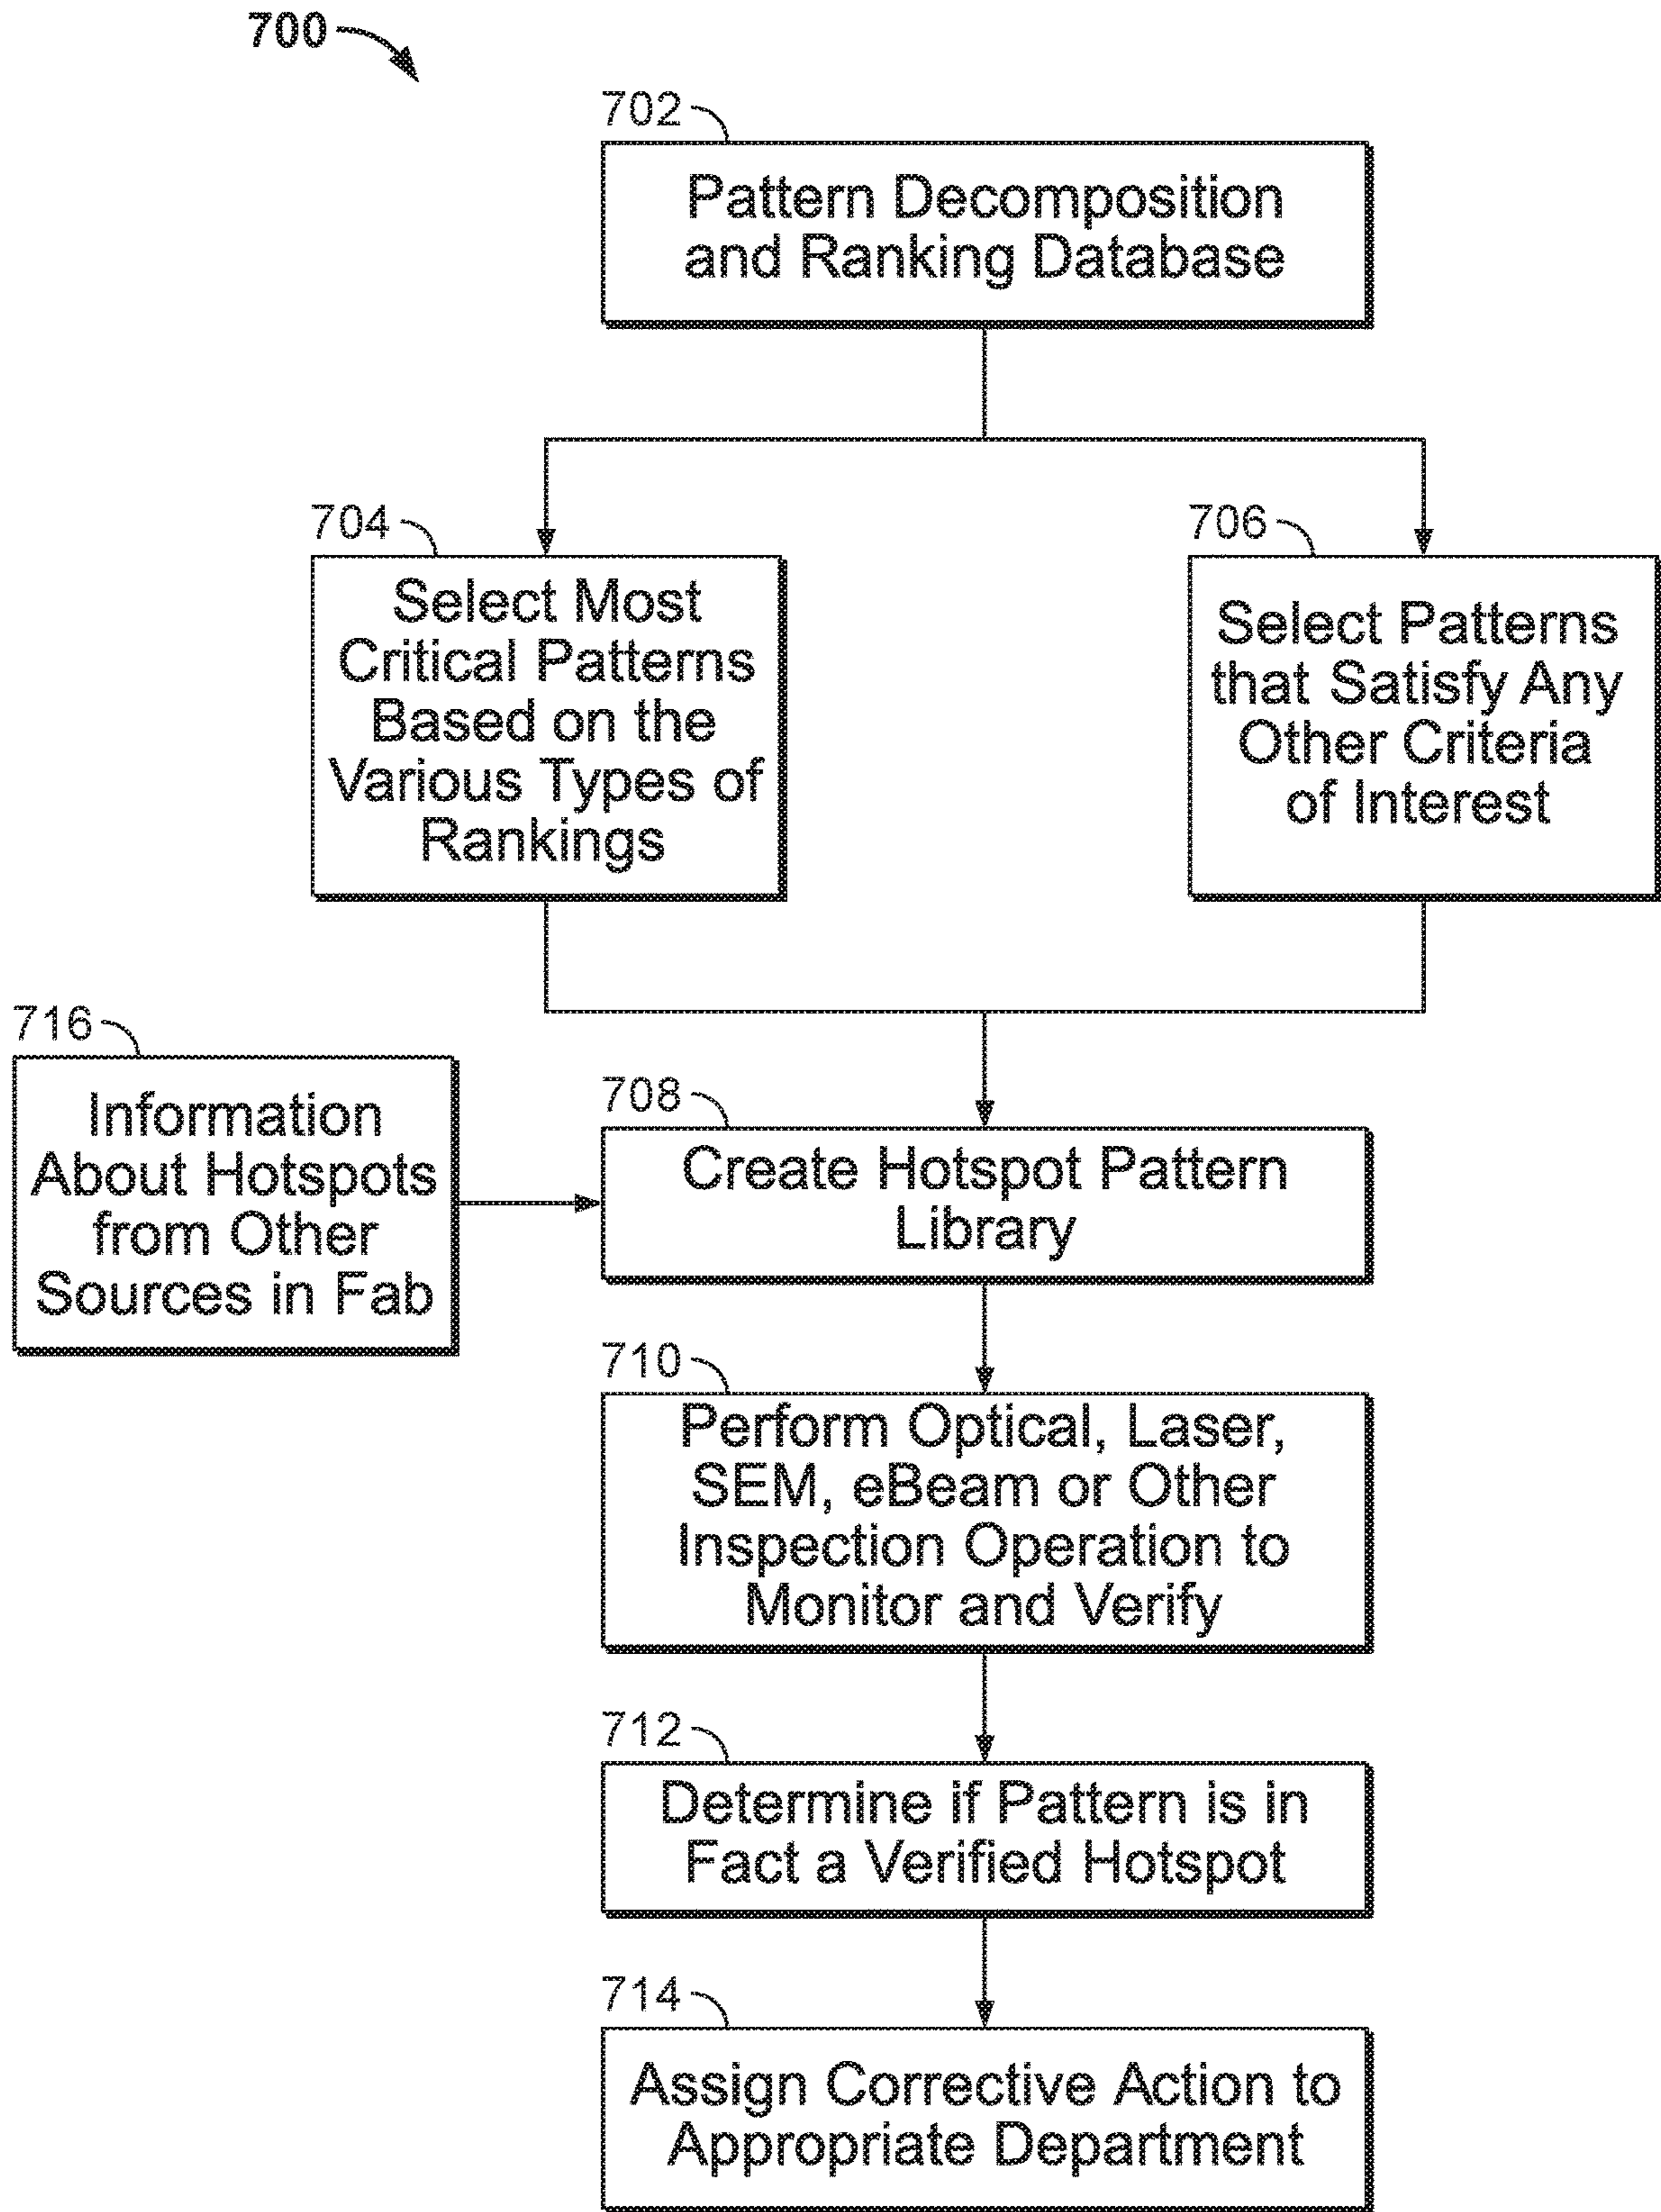 700
702
Pattern Decomposition
and Ranking Database
704
Select Most
Critical Patterns
Based on the
Various Types of
Rankings
706
Select Patterns
that Satisfy Any
Other Criteria
of Interest
716
Information
About Hotspots
from Other
Sources in Fab
708
Create Hotspot Pattern
Library
710
Perform Optical, Laser,
SEM, eBeam or Other
Inspection Operation to
Monitor and Verify
712
Determine if Pattern is in
Fact a Verified Hotspot
714
Assign Corrective Action to
Appropriate Department